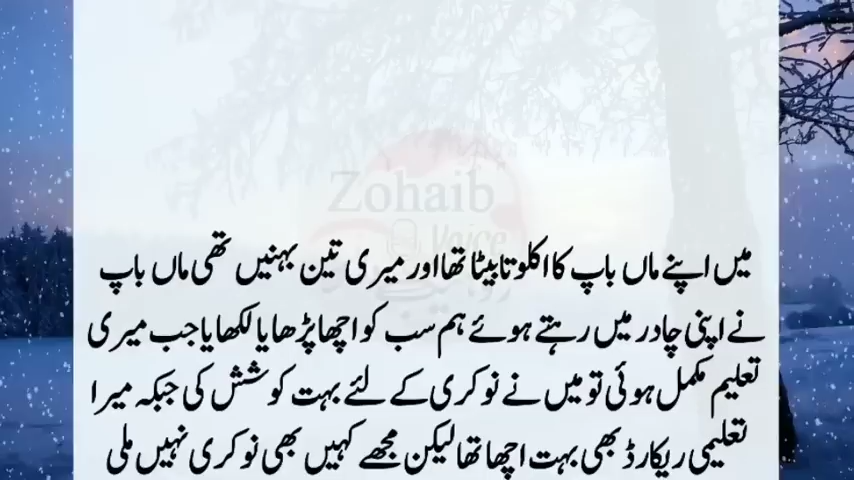 Zohaib
Voice
میں اپنے ماں باپ کا اکلوتا بیٹا تھا اور میری تین بہنیں تھی ماں باپ
نے اپنی چادر میں رہتے ہوئے ہم سب کو اچھا پڑھایا لکھایا جب میری
تعلیم مکمل ہوئی تو میں نے نوکری کے لئے بہت کوشش کی جبکہ میرا
تعلیمی ریکارڈ بھی بہت اچھا تھا لیکن مجھے کہیں بھی نوکری نہیں ملی